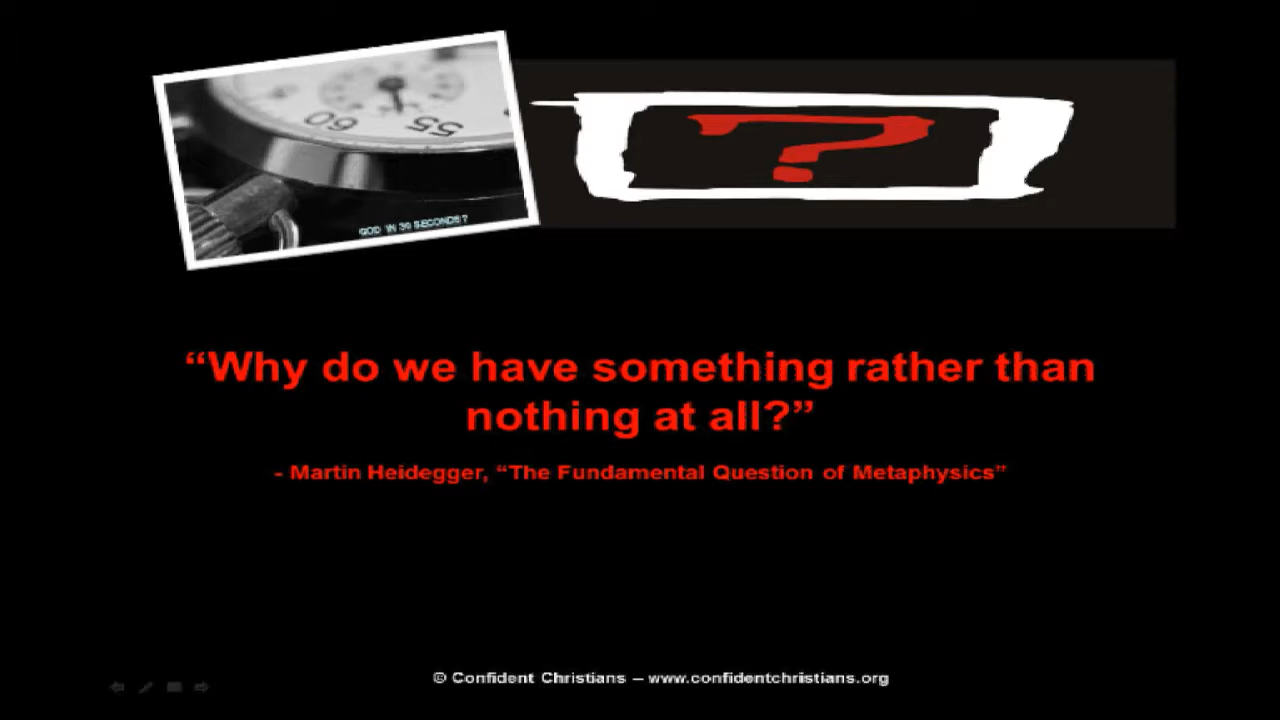 60
55
GOD IN 30 SECONDS?
?
“Why do we have something rather than
nothing at all?”
- Martin Heidegger, “The Fundamental Question of Metaphysics”
© Confident Christians – www.confidentchristians.org